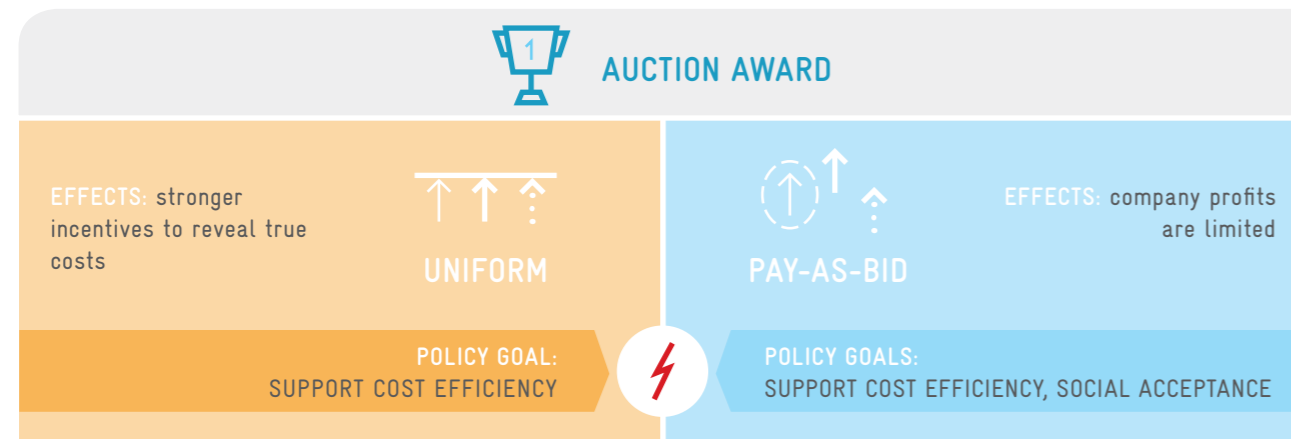 1
AUCTION AWARD
EFFECTS: stronger
incentives to reveal true
costs
UNIFORM
POLICY GOAL:
SUPPORT COST EFFICIENCY
PAY-AS-BID
EFFECTS: company profits
are limited
POLICY GOALS:
SUPPORT COST EFFICIENCY, SOCIAL ACCEPTANCE